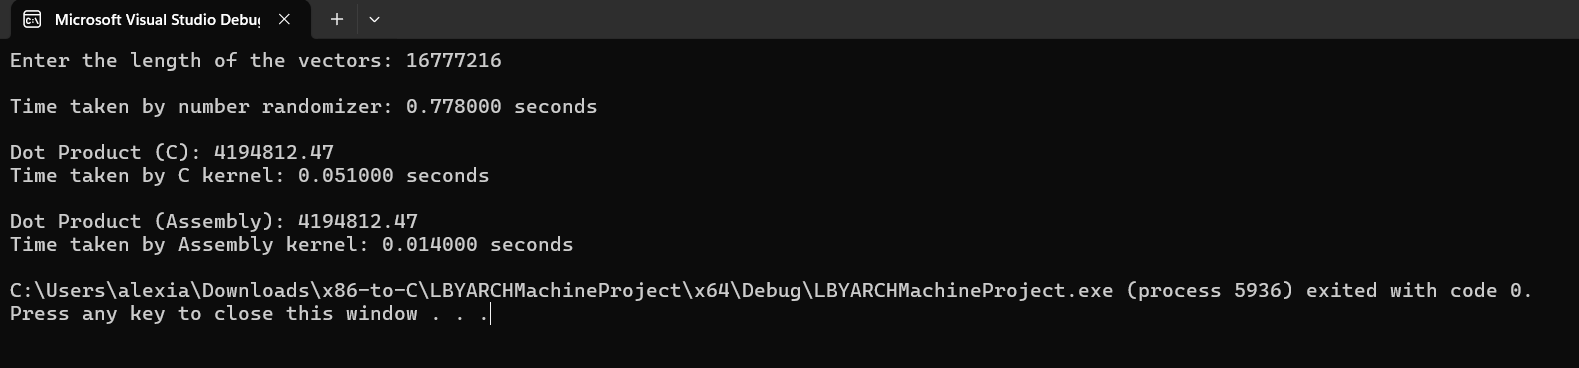 Microsoft Visual Studio Debug
Enter the length of the vectors: 16777216
Time taken by number randomizer: 0.778000 seconds
Dot Product (C): 4194812.47
Time taken by C kernel: 0.051000 seconds
Dot Product (Assembly): 4194812.47
Time taken by Assembly kernel: 0.014000 seconds
C:\Users\alexia\Downloads\x86-to-C\LBYARCHMachineProject\x64\Debug\LBYARCHMachineProject.exe (process 5936) exited with code 0.
Press any key to close this window . . .